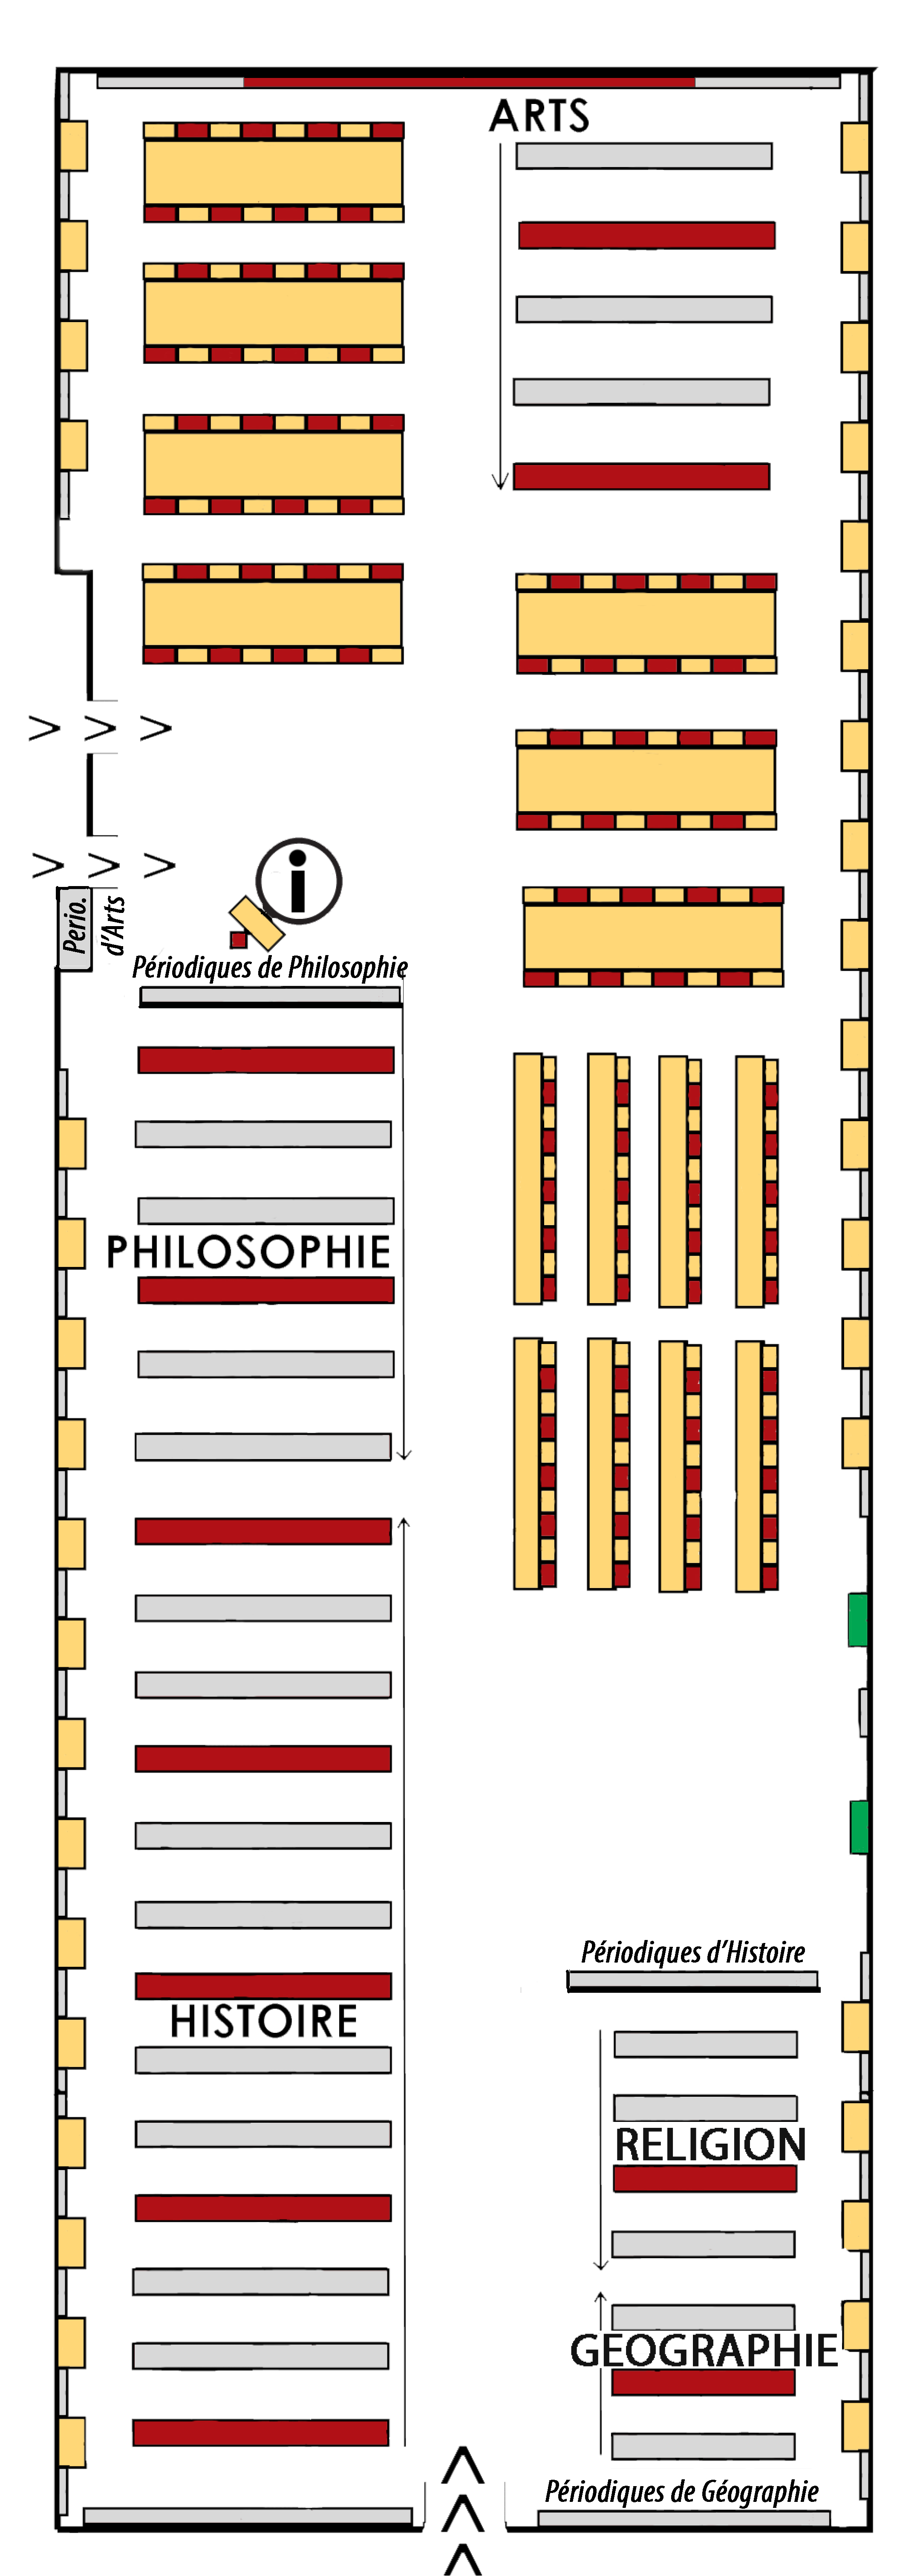 ARTS
Perio.
d'Arts
i
Périodiques de Philosophie
PHILOSOPHIE
Périodiques d'Histoire
HISTOIRE
RELIGION
GEOGRAPHIE
Périodiques de Géographie